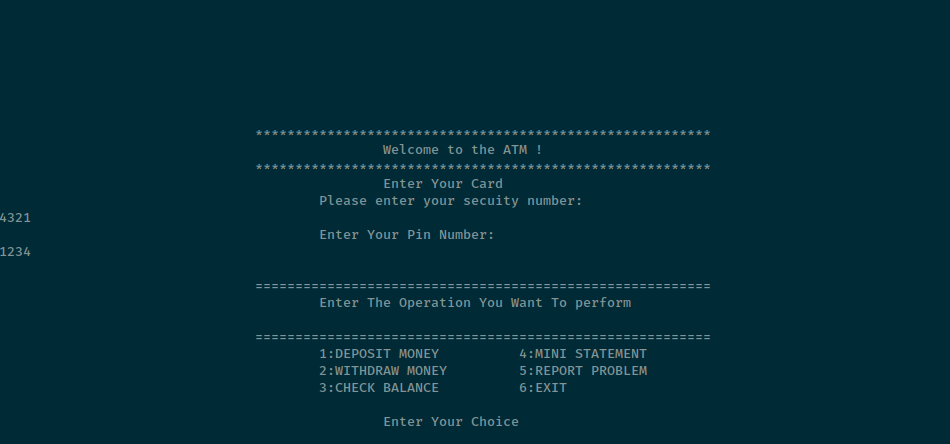 *********************************************************
Welcome to the ATM !
*********************************************************
Enter Your Card
Please enter your secuity number:
4321
Enter Your Pin Number:
1234
=========================================================
Enter The Operation You Want To perform
=========================================================
1:DEPOSIT MONEY 4:MINI STATEMENT
2:WITHDRAW MONEY 5:REPORT PROBLEM
3:CHECK BALANCE 6:EXIT
Enter Your Choice